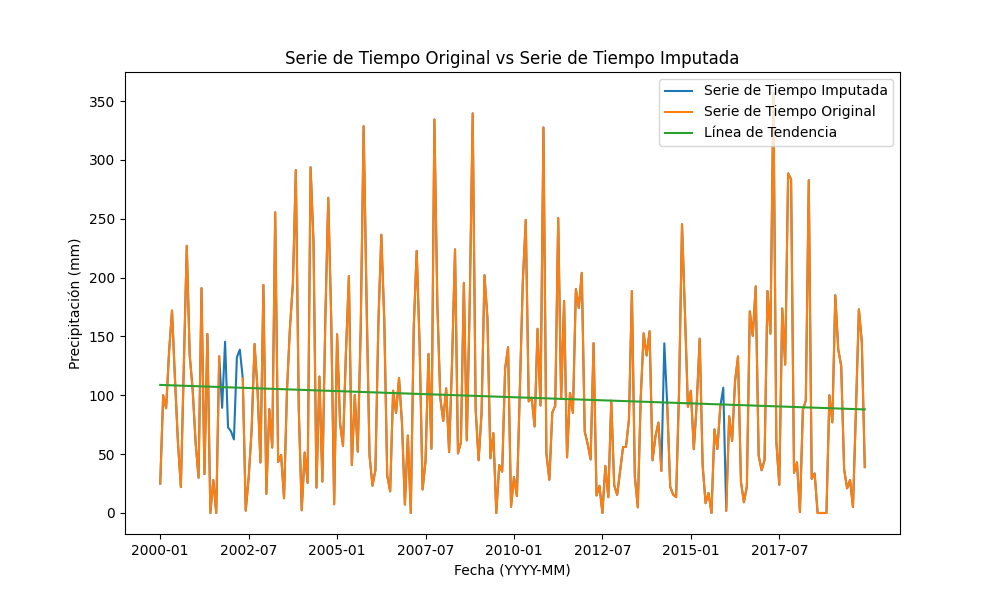 Serie de Tiempo Original vs Serie de Tiempo Imputada
Serie de Tiempo Imputada
Serie de Tiempo Original
Línea de Tendencia
Precipitación (mm)
350
300
250
200
150
100
50
0
2000-01 2002-07 2005-01 2007-07 2010-01 2012-07 2015-01 2017-07
Fecha (YYYY-MM)